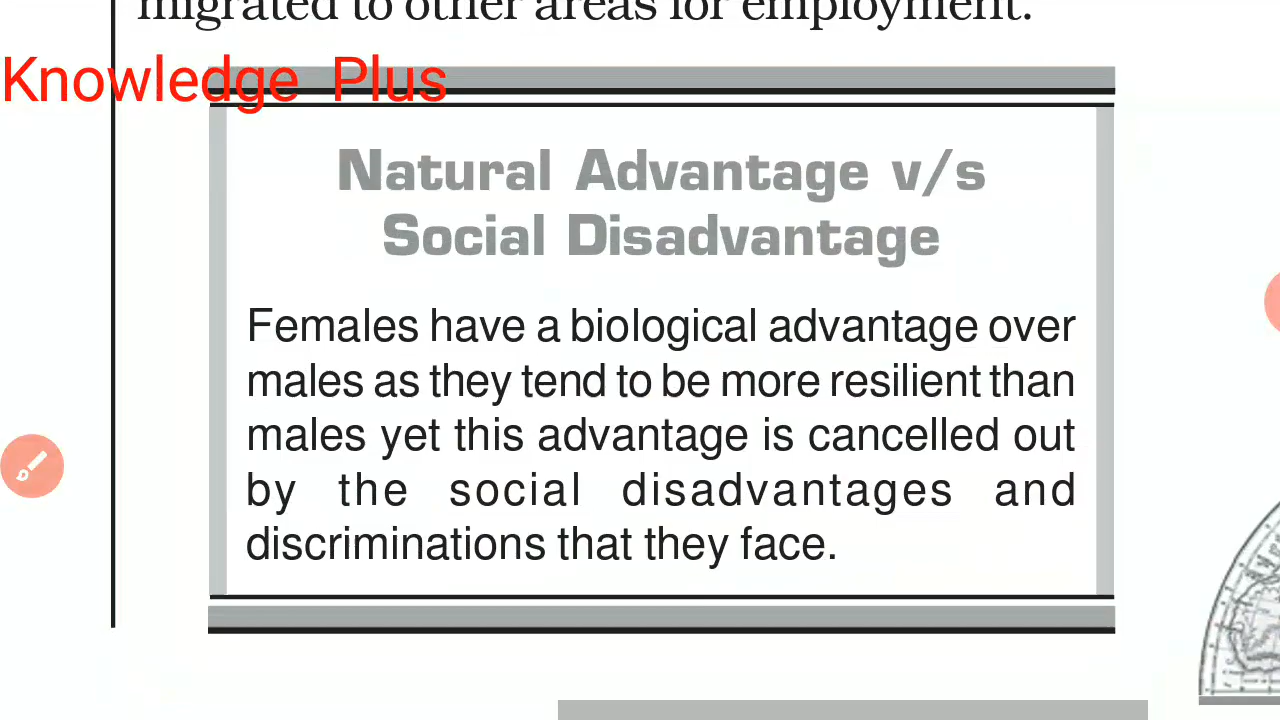 migrated to other areas for employment.
Knowledge Plus
Natural Advantage v/s
Social Disadvantage
Females have a biological advantage over
males as they tend to be more resilient than
males yet this advantage is cancelled out
by the social disadvantages and
discriminations that they face.